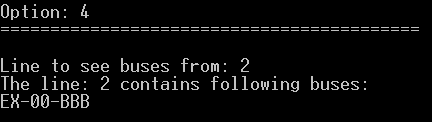 Option: 4
==========================================
Line to see buses from: 2
The line: 2 contains following buses:
EX-00-BBB